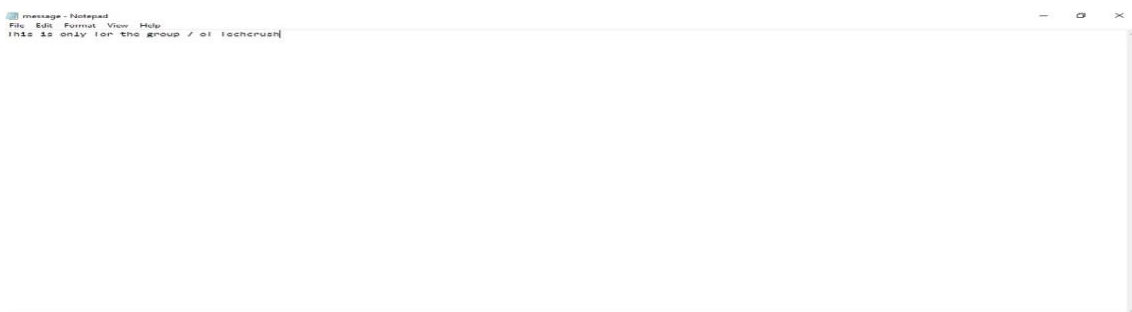 message - Notepad
File Edit Format View Help
This is only for the group 7 of Techcrush